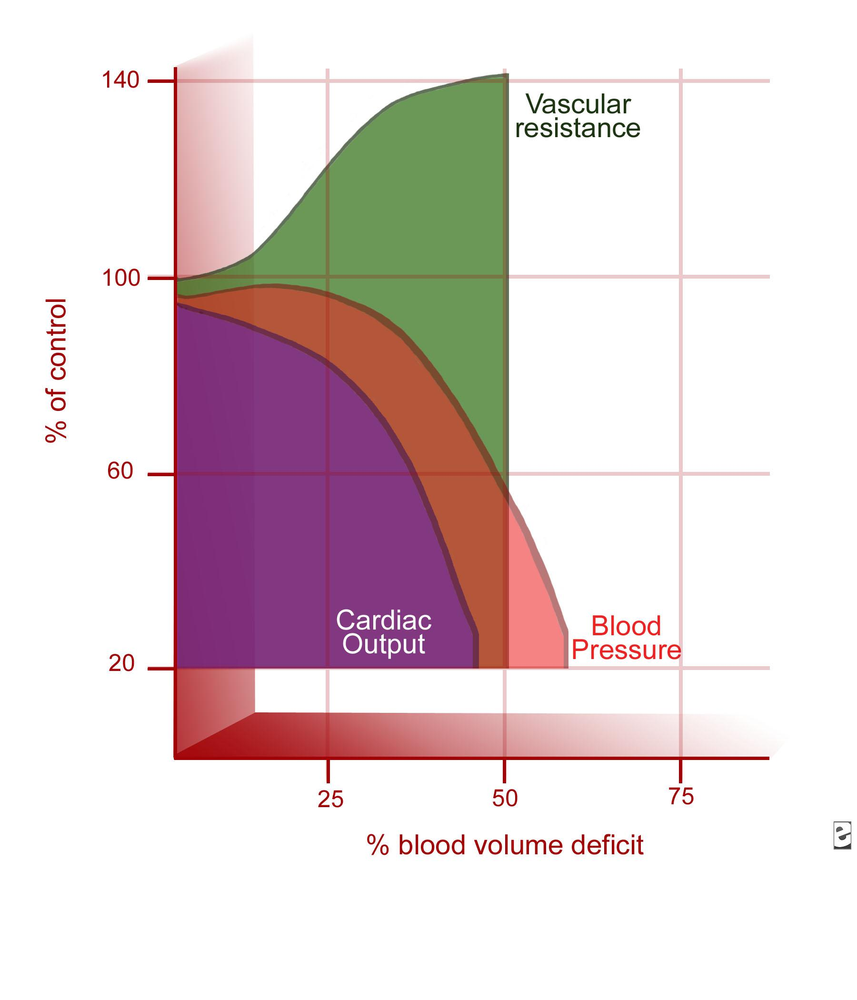 140
Vascular
resistance
100
% of control
60
Cardiac
Output
Blood
Pressure
20
25
50
75
% blood volume deficit
e